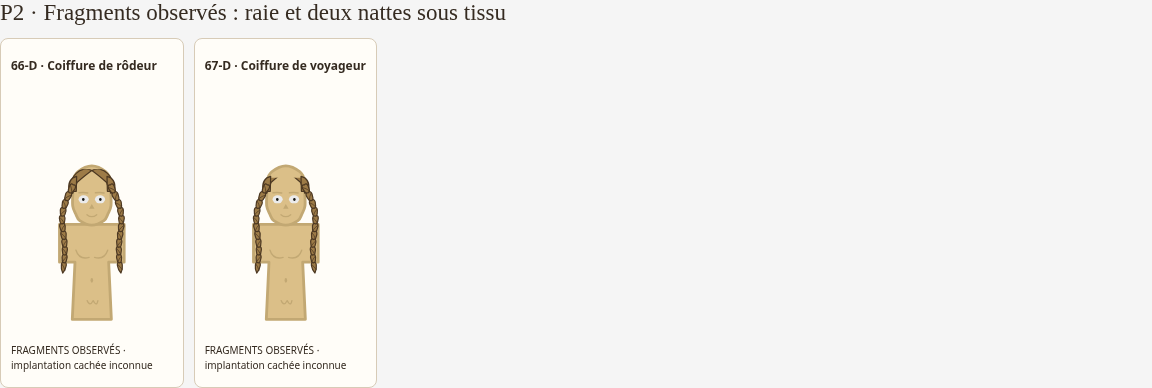 P2 · Fragments observés : raie et deux nattes sous tissu
66-D · Coiffure de rôdeur
67-D · Coiffure de voyageur
FRAGMENTS OBSERVÉS ·
implantation cachée inconnue
FRAGMENTS OBSERVÉS ·
implantation cachée inconnue